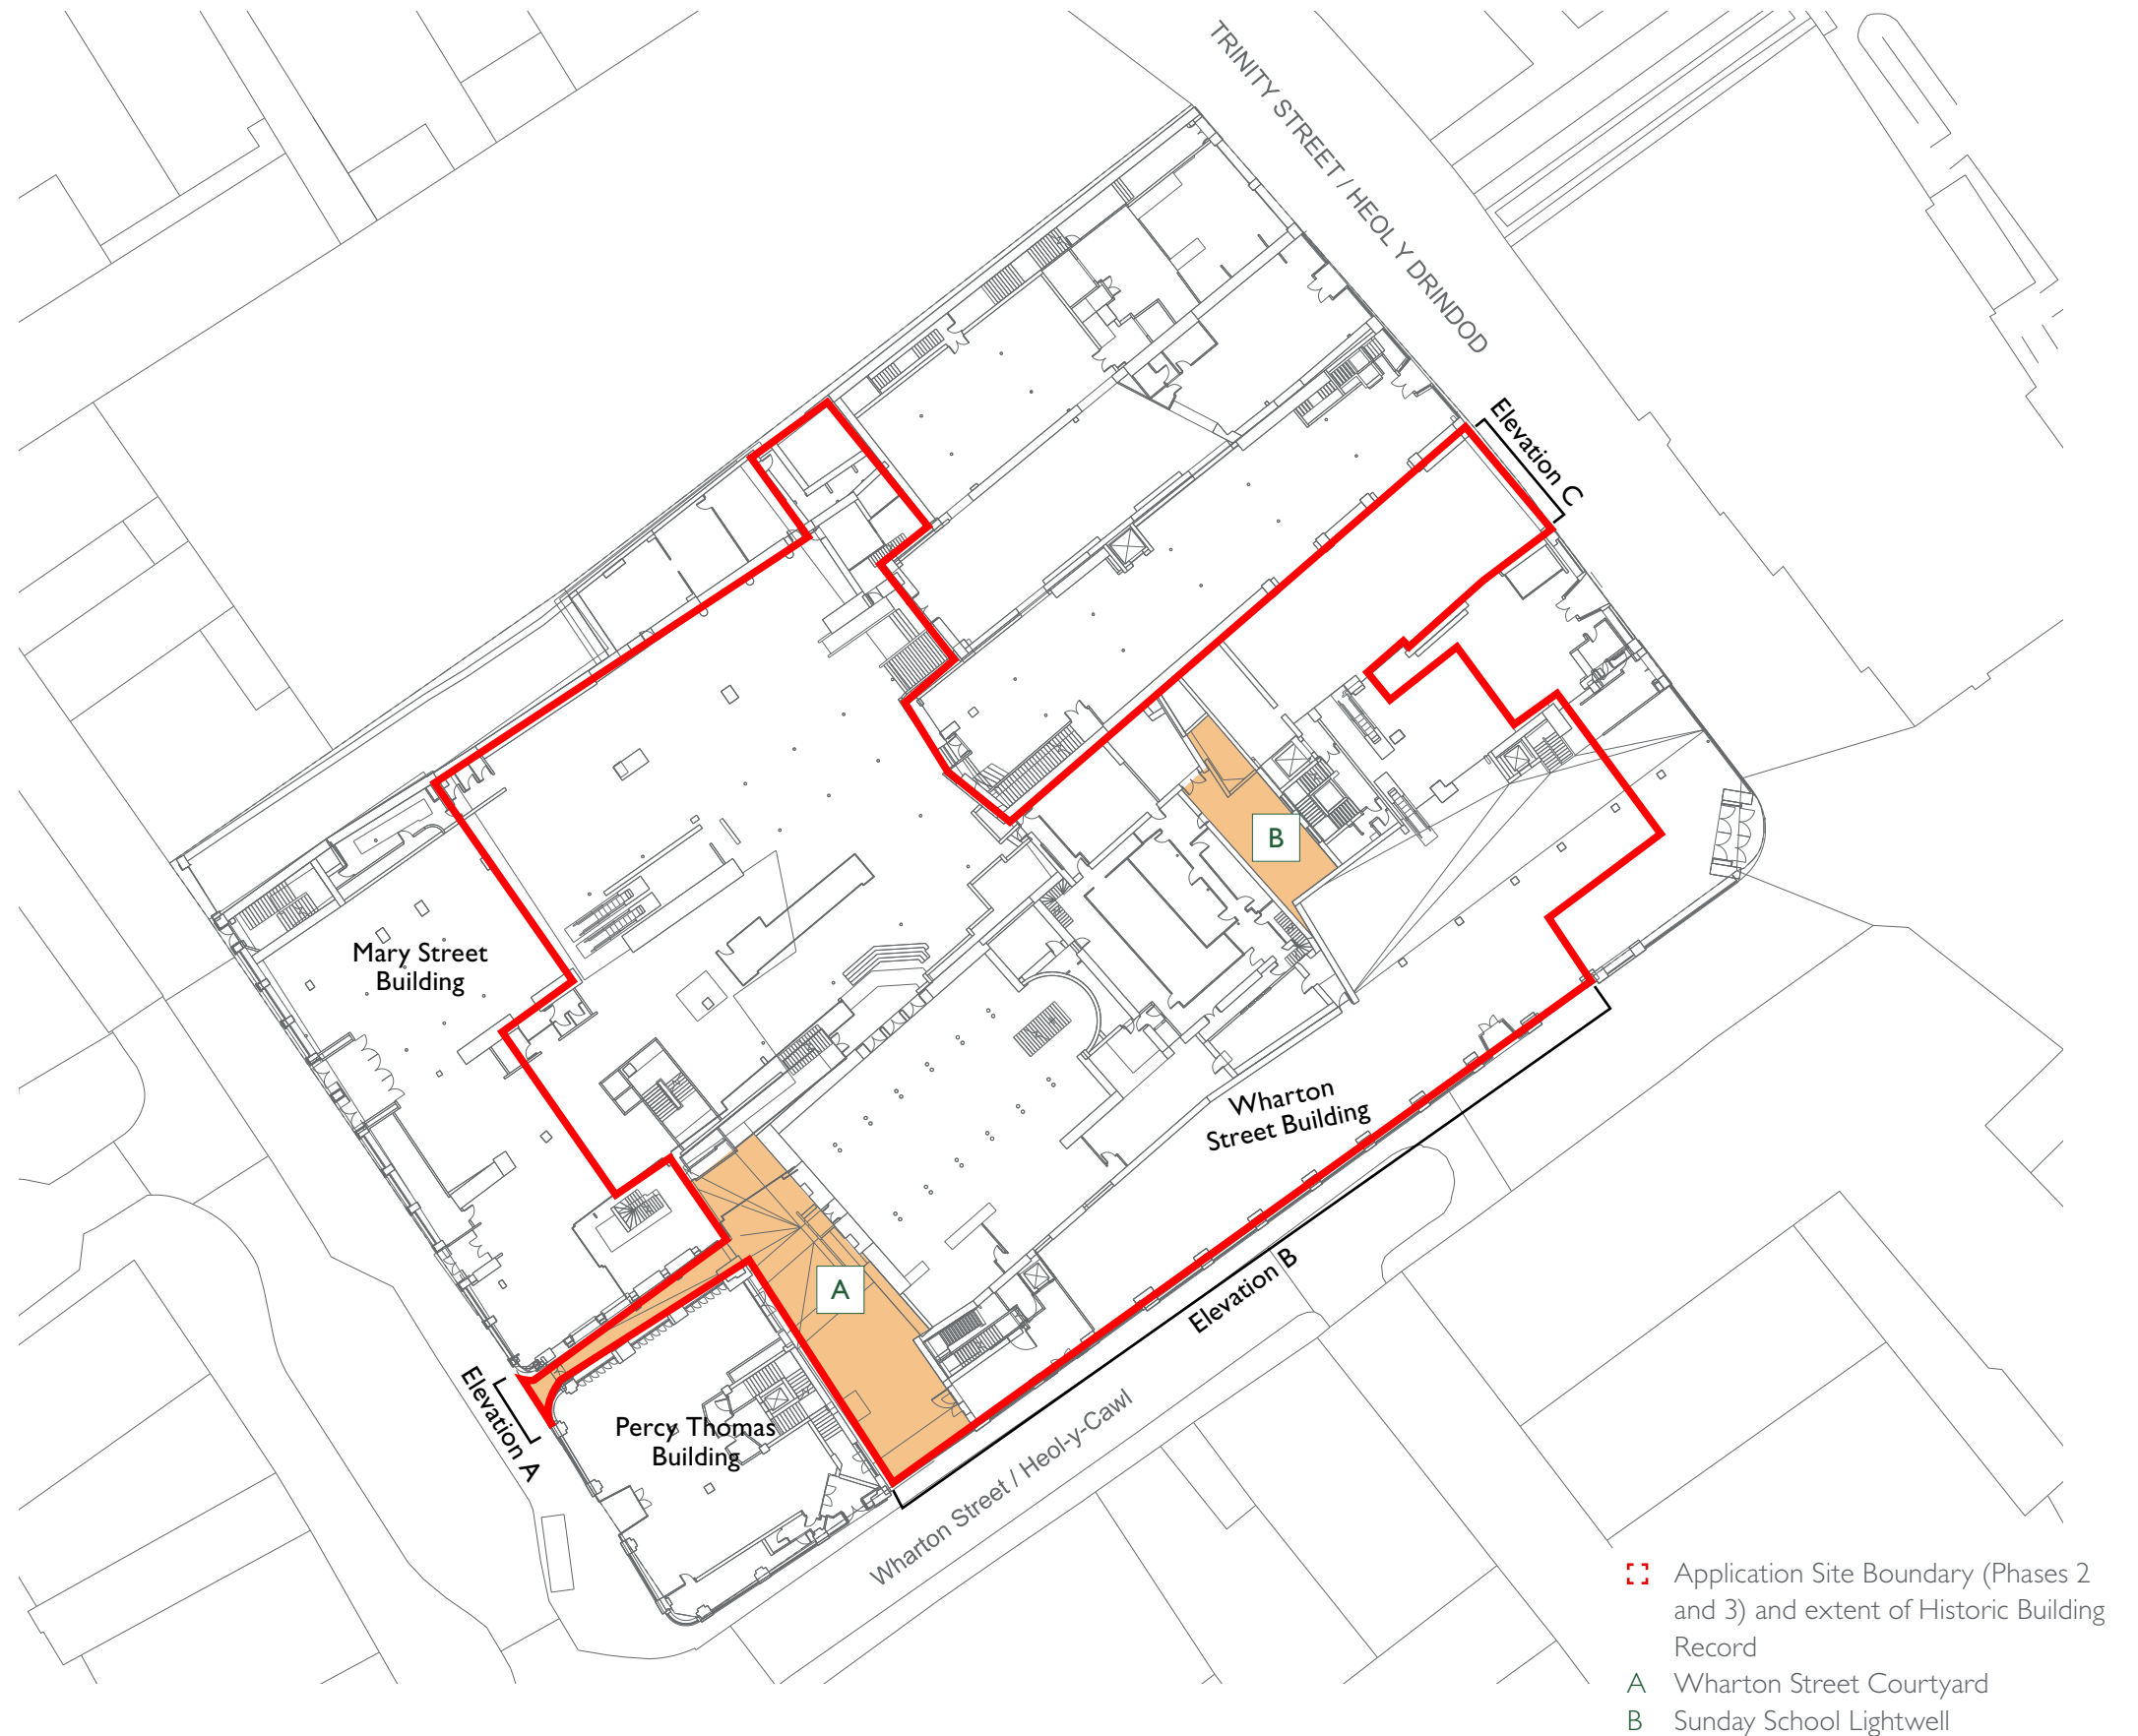 TRINITY STREET / HEOL Y DRINDOD
Elevation C
B
Mary Street
Building
Wharton
Street Building
A
Elevation B
Elevation A
Percy Thomas
Building
Wharton Street / Heol-y-Cawl
Application Site Boundary (Phases 2
and 3) and extent of Historic Building
Record
A Wharton Street Courtyard
B Sunday School Lightwell